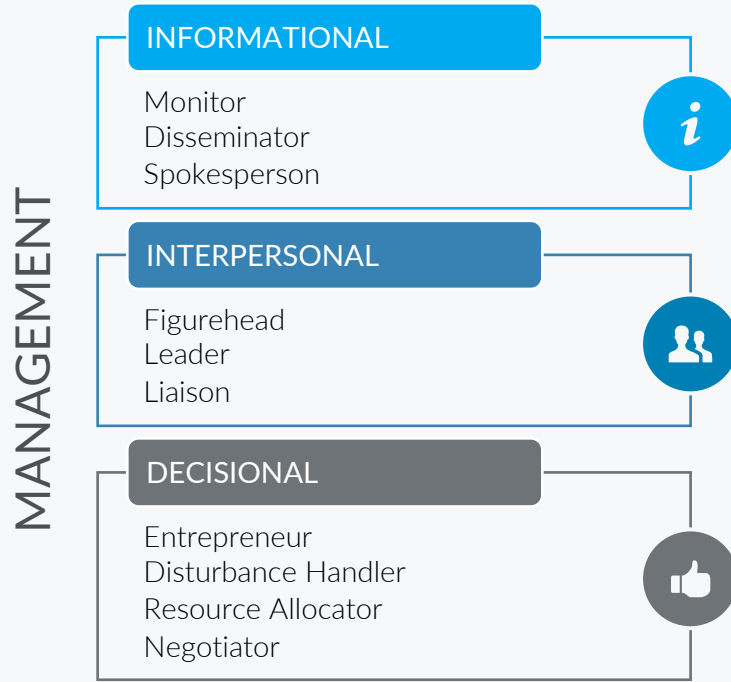 MANAGEMENT
INFORMATIONAL
Monitor
Disseminator
Spokesperson
i
INTERPERSONAL
Figurehead
Leader
Liaison
DECISIONAL
Entrepreneur
Disturbance Handler
Resource Allocator
Negotiator